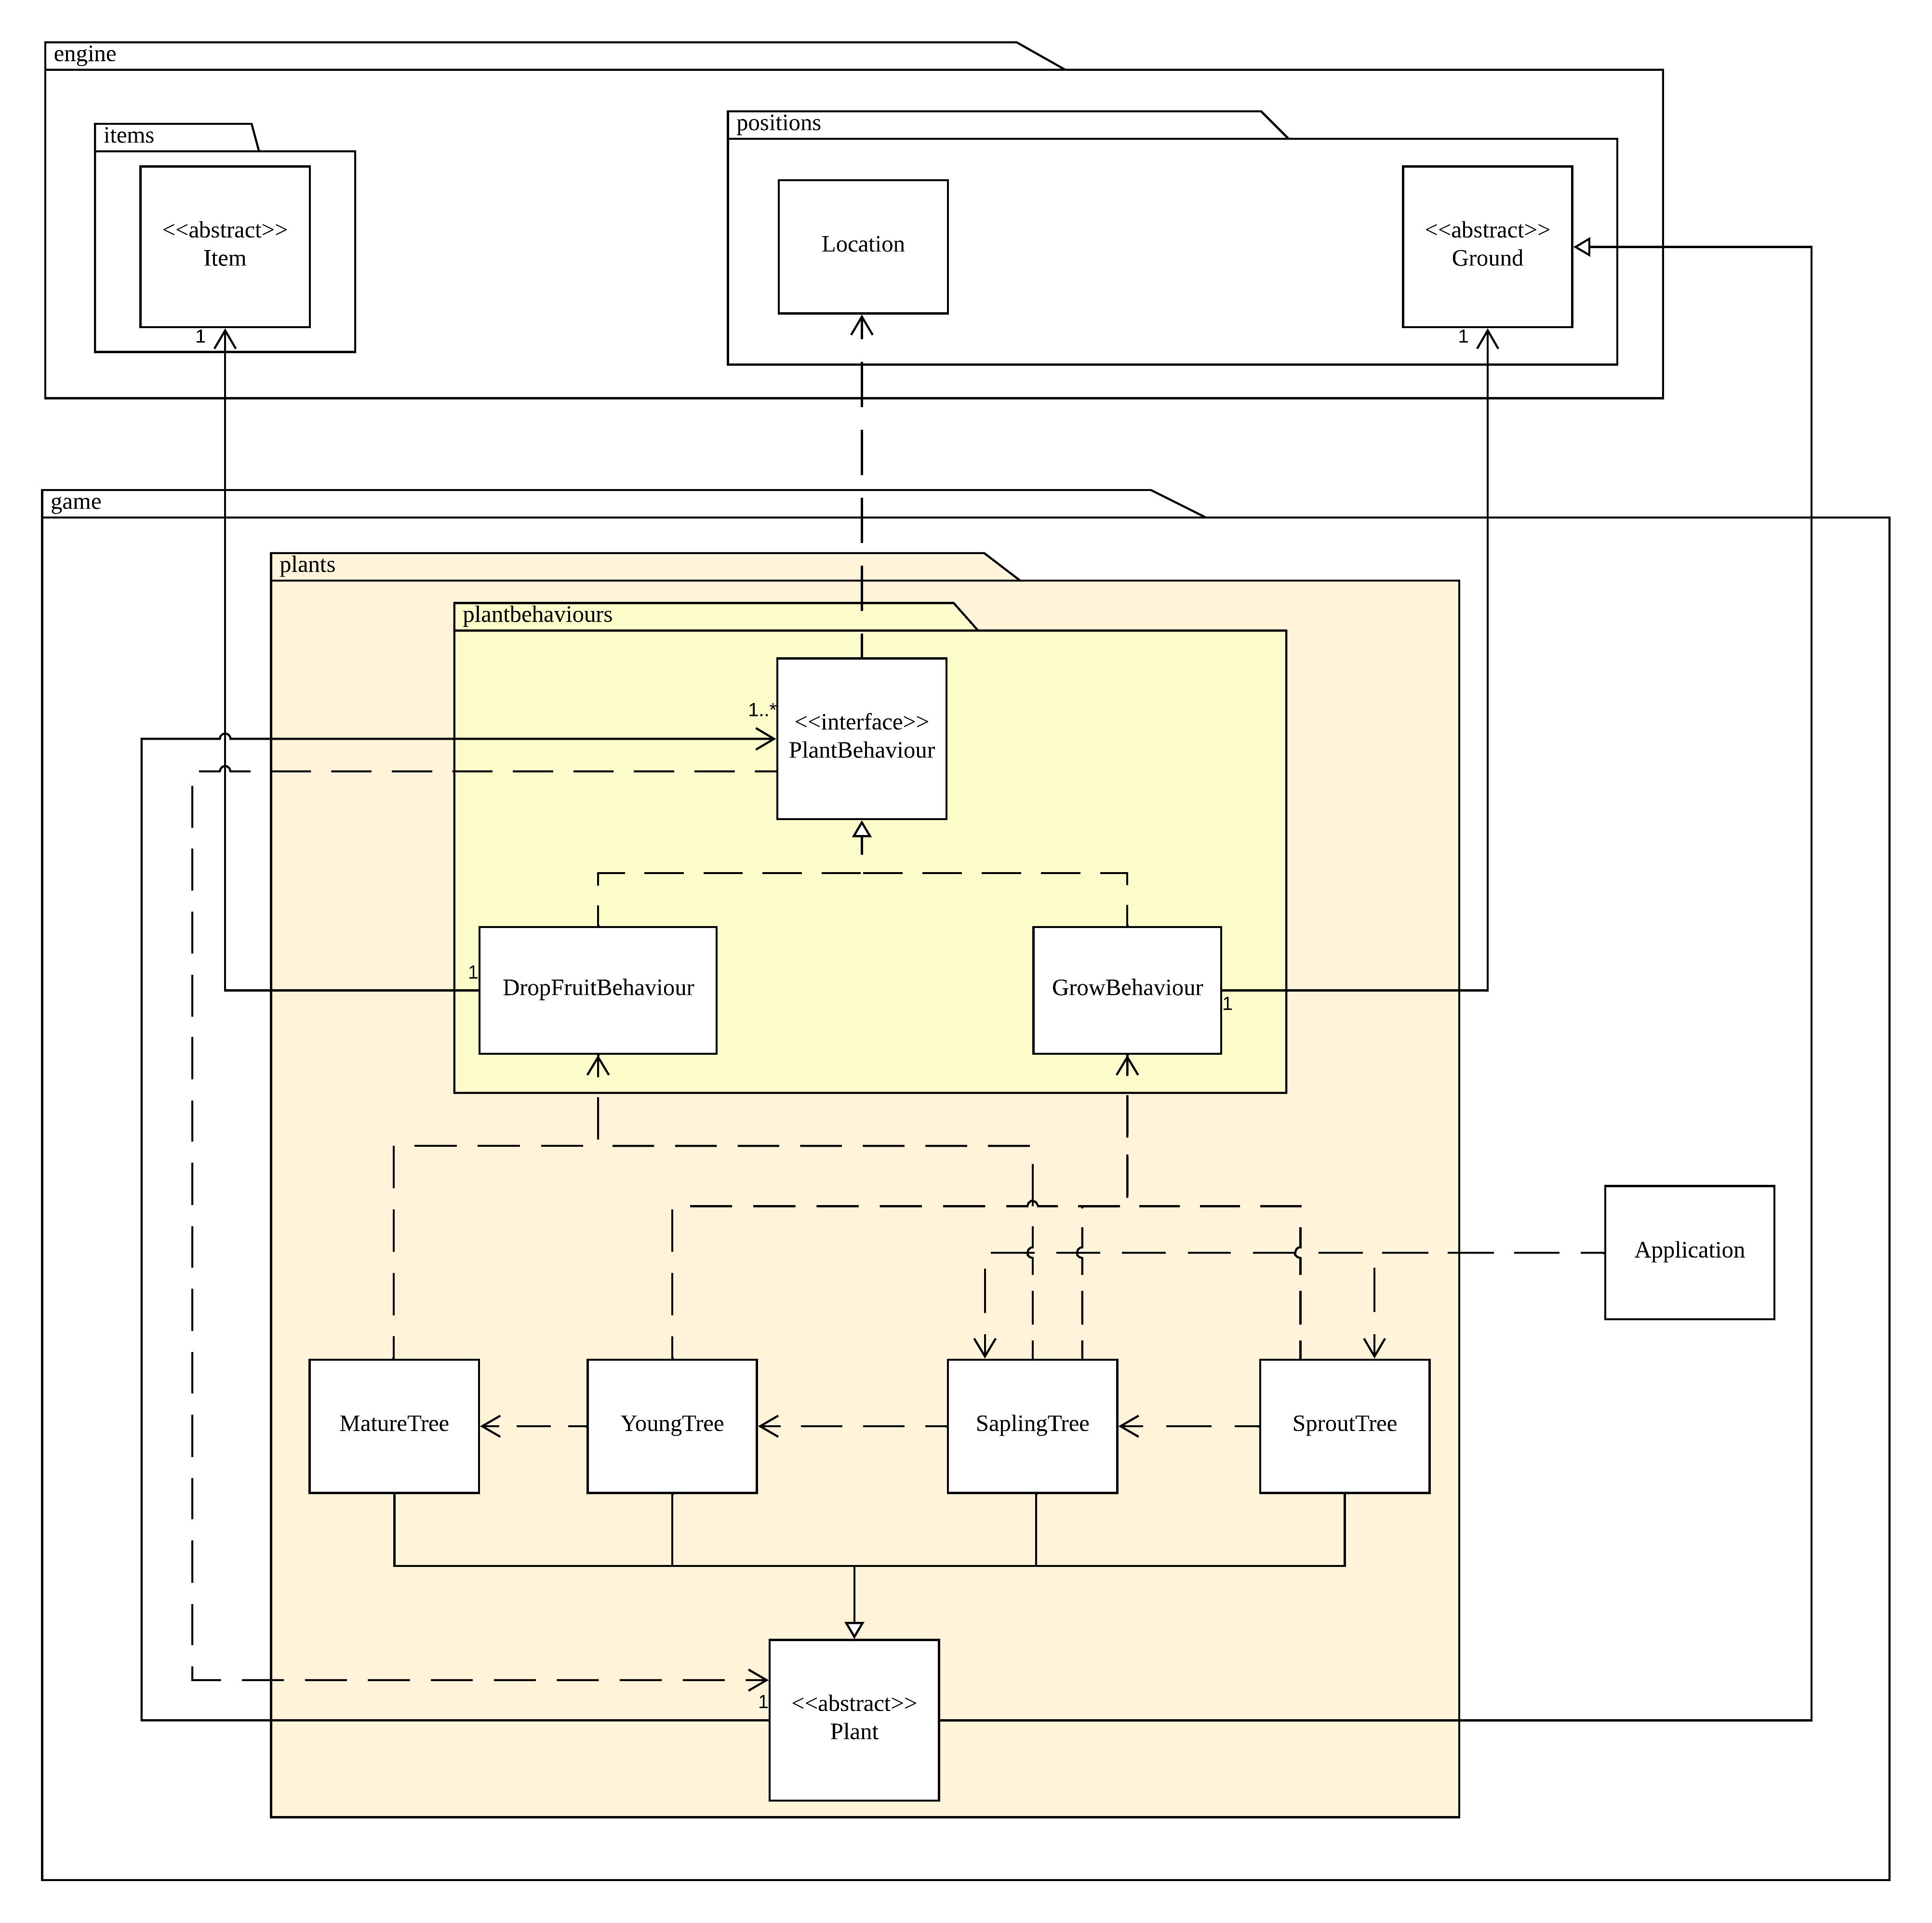 engine
items
positions
<<abstract>>
Item
Location
<<abstract>>
Ground
1
1
game
plants
plantbehaviours
1..*
<<interface>>
PlantBehaviour
1
DropFruitBehaviour
GrowBehaviour
1
Application
MatureTree
YoungTree
SaplingTree
SproutTree
1
<<abstract>>
Plant